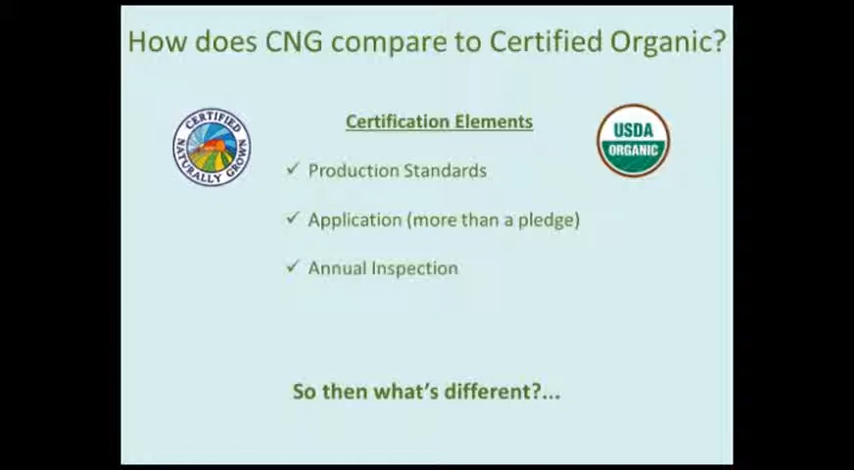 How does CNG compare to Certified Organic?
Certification Elements
CERTIFIED
NATURALLY GROWN
USDA
ORGANIC
✓ Production Standards
✓ Application (more than a pledge)
✓ Annual Inspection
So then what's different?...